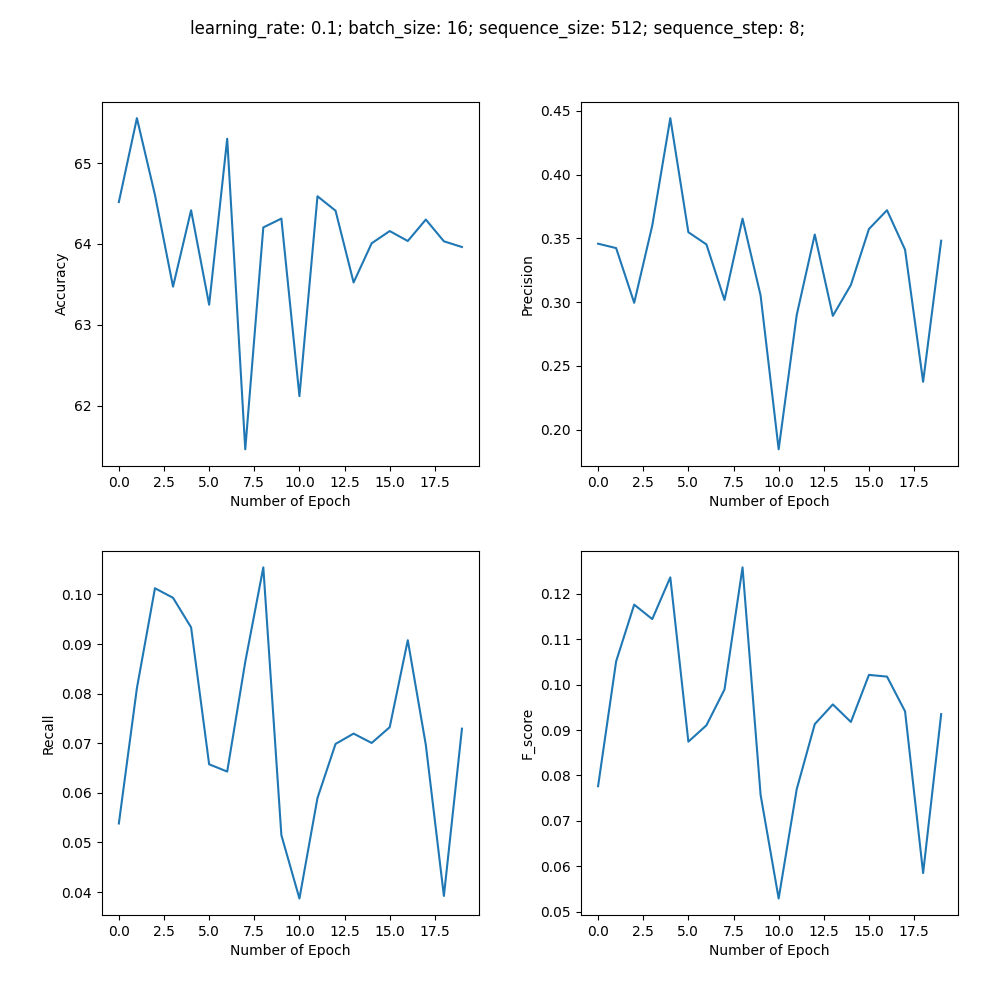 learning_rate: 0.1; batch_size: 16; sequence_size: 512; sequence_step: 8;
Accuracy
65
64
63
62
0.0 2.5 5.0 7.5 10.0 12.5 15.0 17.5
Number of Epoch
Precision
0.45
0.40
0.35
0.30
0.25
0.20
0.0 2.5 5.0 7.5 10.0 12.5 15.0 17.5
Number of Epoch
Recall
0.10
0.09
0.08
0.07
0.06
0.05
0.04
0.0 2.5 5.0 7.5 10.0 12.5 15.0 17.5
Number of Epoch
F_score
0.12
0.11
0.10
0.09
0.08
0.07
0.06
0.05
0.0 2.5 5.0 7.5 10.0 12.5 15.0 17.5
Number of Epoch